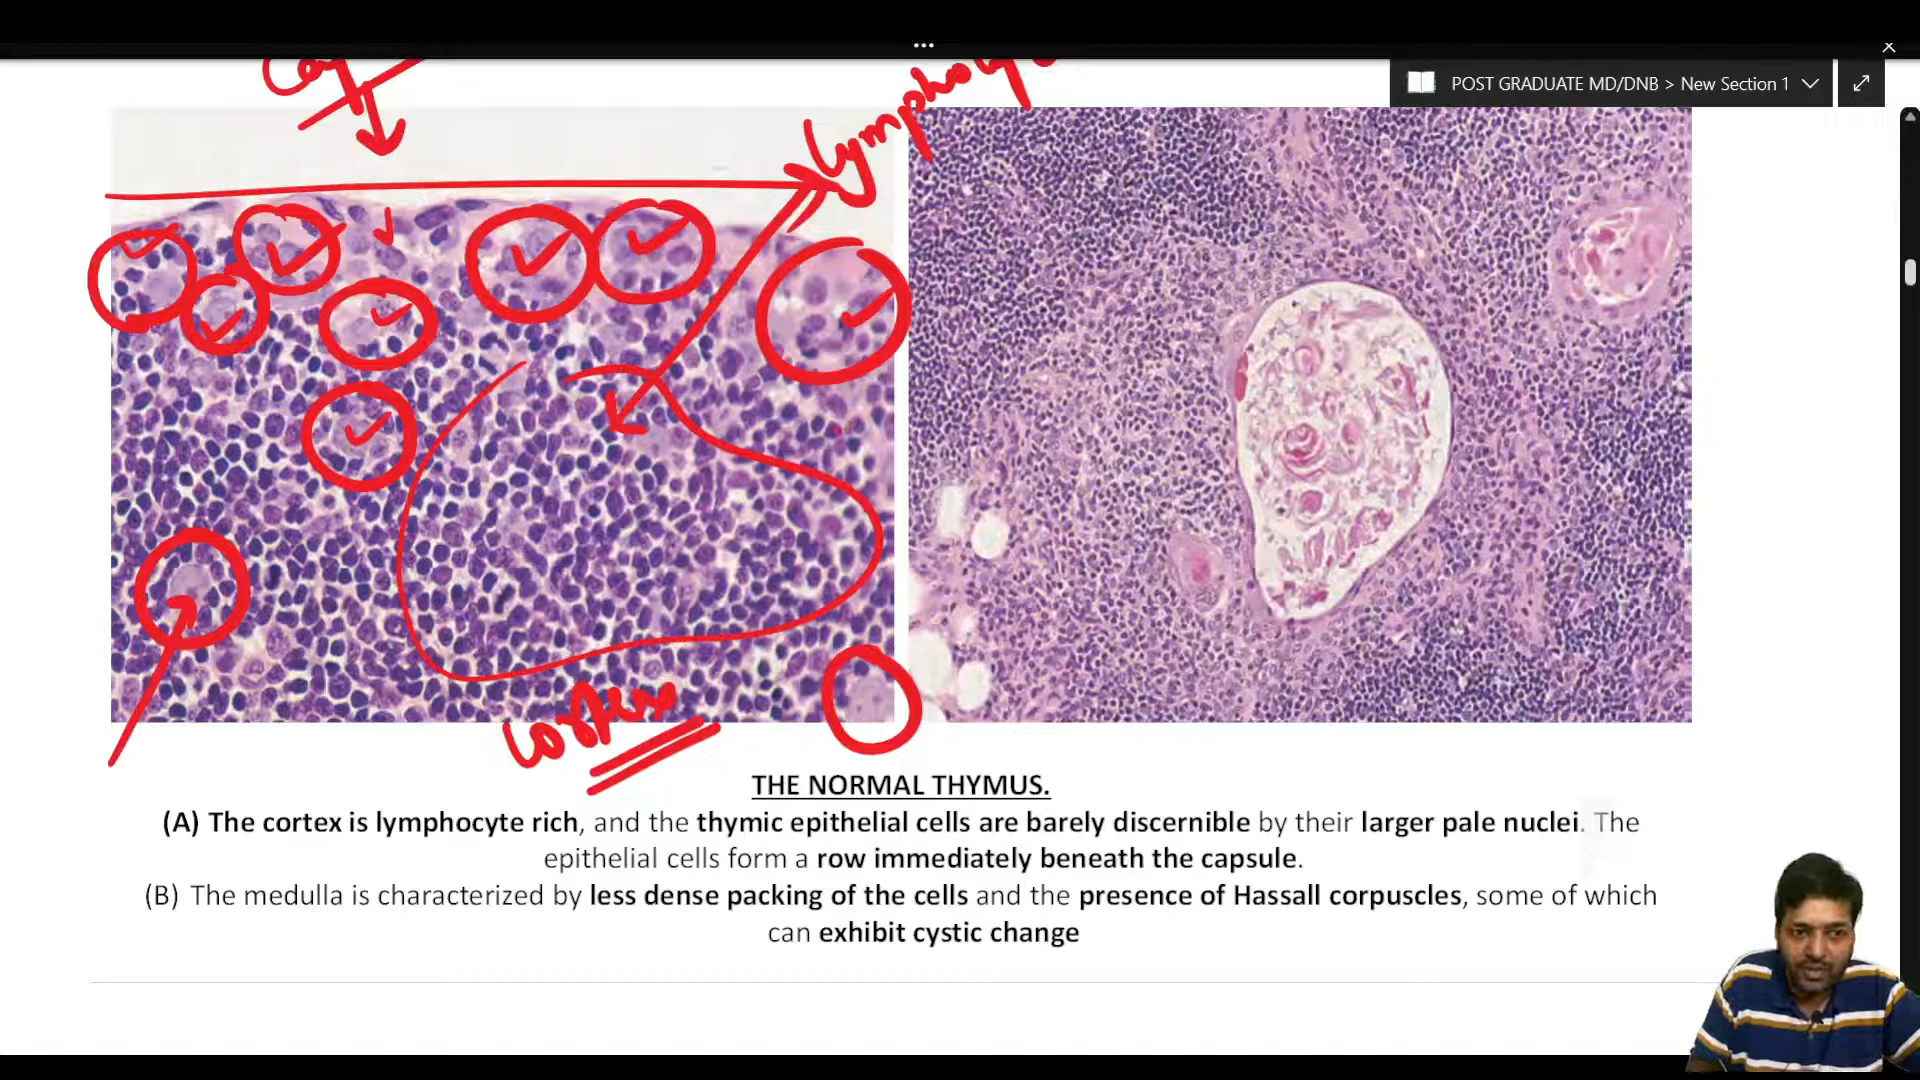 ...
POST GRADUATE MD/DNB > New Section 1
Cortex
THE NORMAL THYMUS.
(A) The cortex is lymphocyte rich, and the thymic epithelial cells are barely discernible by their larger pale nuclei. The
epithelial cells form a row immediately beneath the capsule.
(B) The medulla is characterized by less dense packing of the cells and the presence of Hassall corpuscles, some of which
can exhibit cystic change